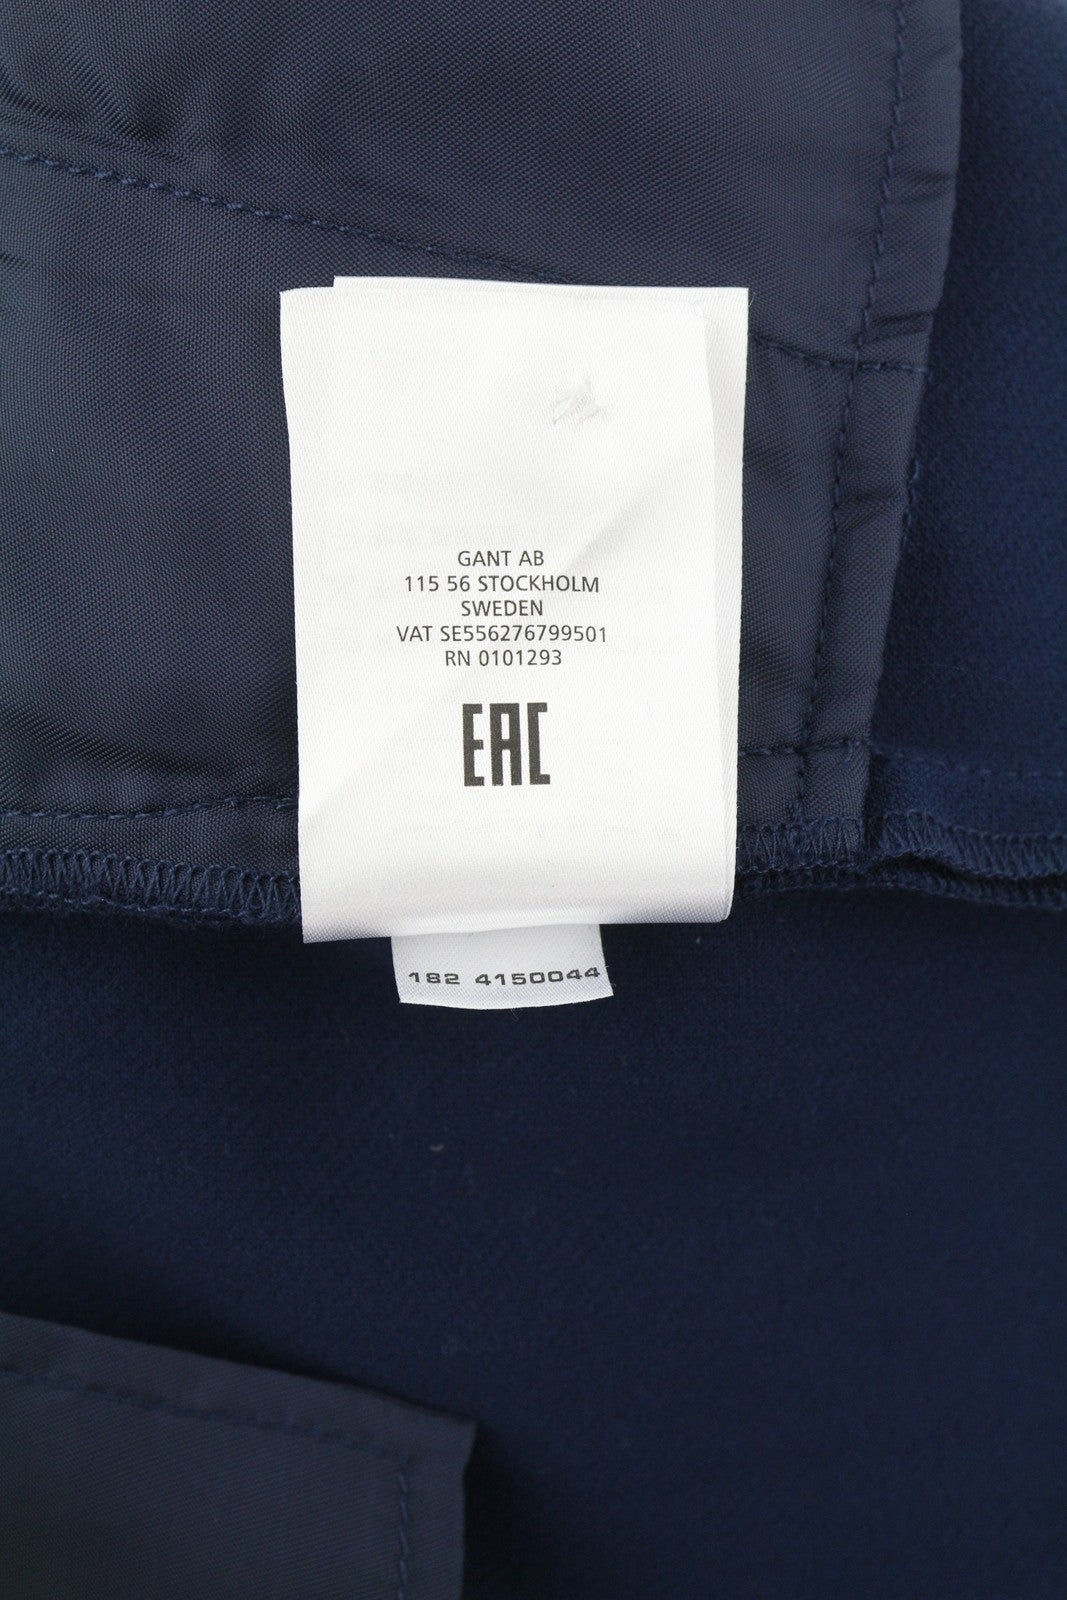 GANT AB
115 56 STOCKHOLM
SWEDEN
VAT SE556276799501
RN 0101293
EAC
182 4150044